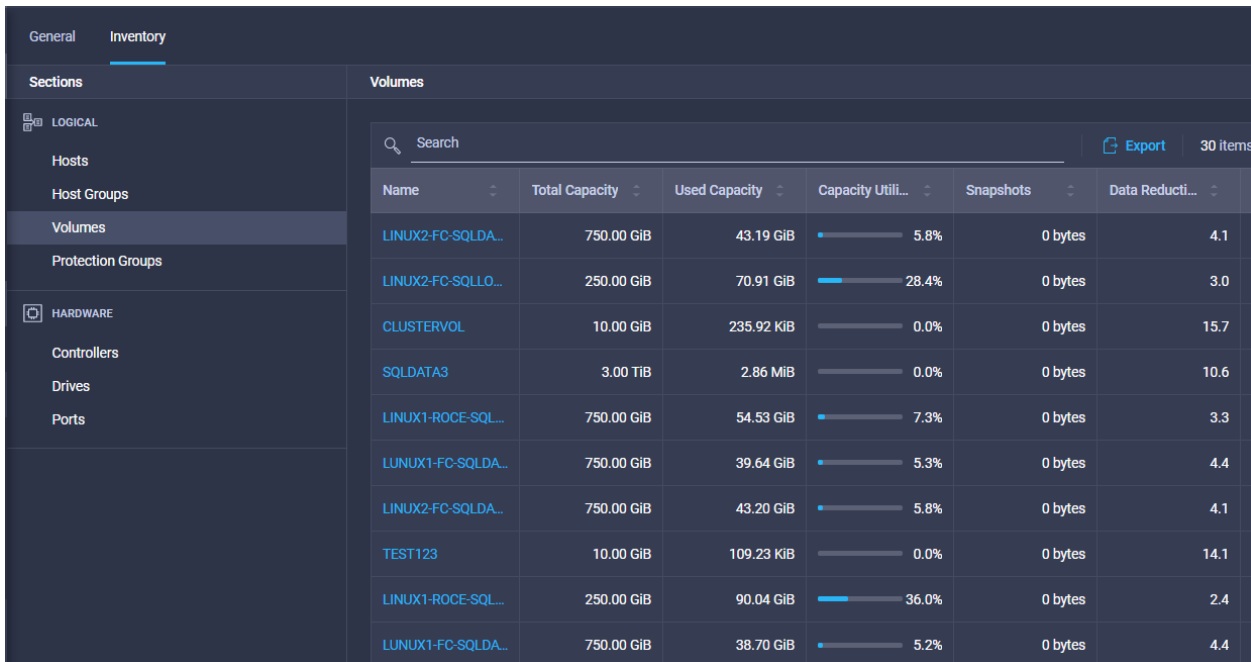 General Inventory
Sections
Volumes
LOGICAL
Hosts
Host Groups
Volumes
Protection Groups
HARDWARE
Controllers
Drives
Ports
Search
Export 30 items
Name Total Capacity Used Capacity Capacity Utili... Snapshots Data Reducti...
LINUX2-FC-SQLDA... 750.00 GiB 43.19 GiB 5.8% 0 bytes 4.1
LINUX2-FC-SQLLO... 250.00 GiB 70.91 GiB 28.4% 0 bytes 3.0
CLUSTERVOL 10.00 GiB 235.92 KiB 0.0% 0 bytes 15.7
SQLDATA3 3.00 TiB 2.86 MiB 0.0% 0 bytes 10.6
LINUX1-ROCE-SQL... 750.00 GiB 54.53 GiB 7.3% 0 bytes 3.3
LUNUX1-FC-SQLDA... 750.00 GiB 39.64 GiB 5.3% 0 bytes 4.4
LINUX2-FC-SQLDA... 750.00 GiB 43.20 GiB 5.8% 0 bytes 4.1
TEST123 10.00 GiB 109.23 KiB 0.0% 0 bytes 14.1
LINUX1-ROCE-SQL... 250.00 GiB 90.04 GiB 36.0% 0 bytes 2.4
LUNUX1-FC-SQLDA... 750.00 GiB 38.70 GiB 5.2% 0 bytes 4.4